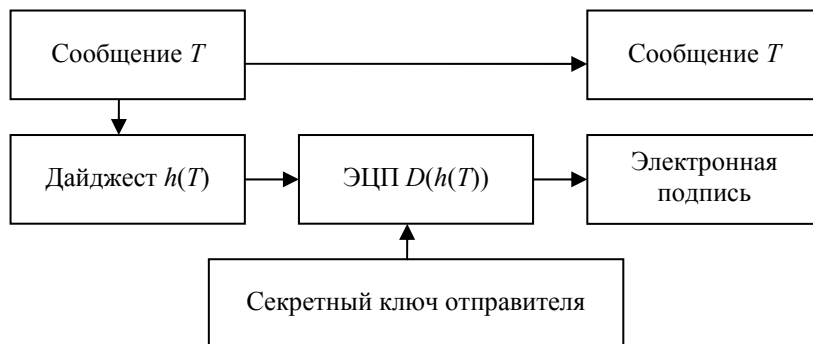 Сообщение T
Сообщение T
Дайджест h(T)
ЭЦП D(h(T))
Электронная
подпись
Секретный ключ отправителя